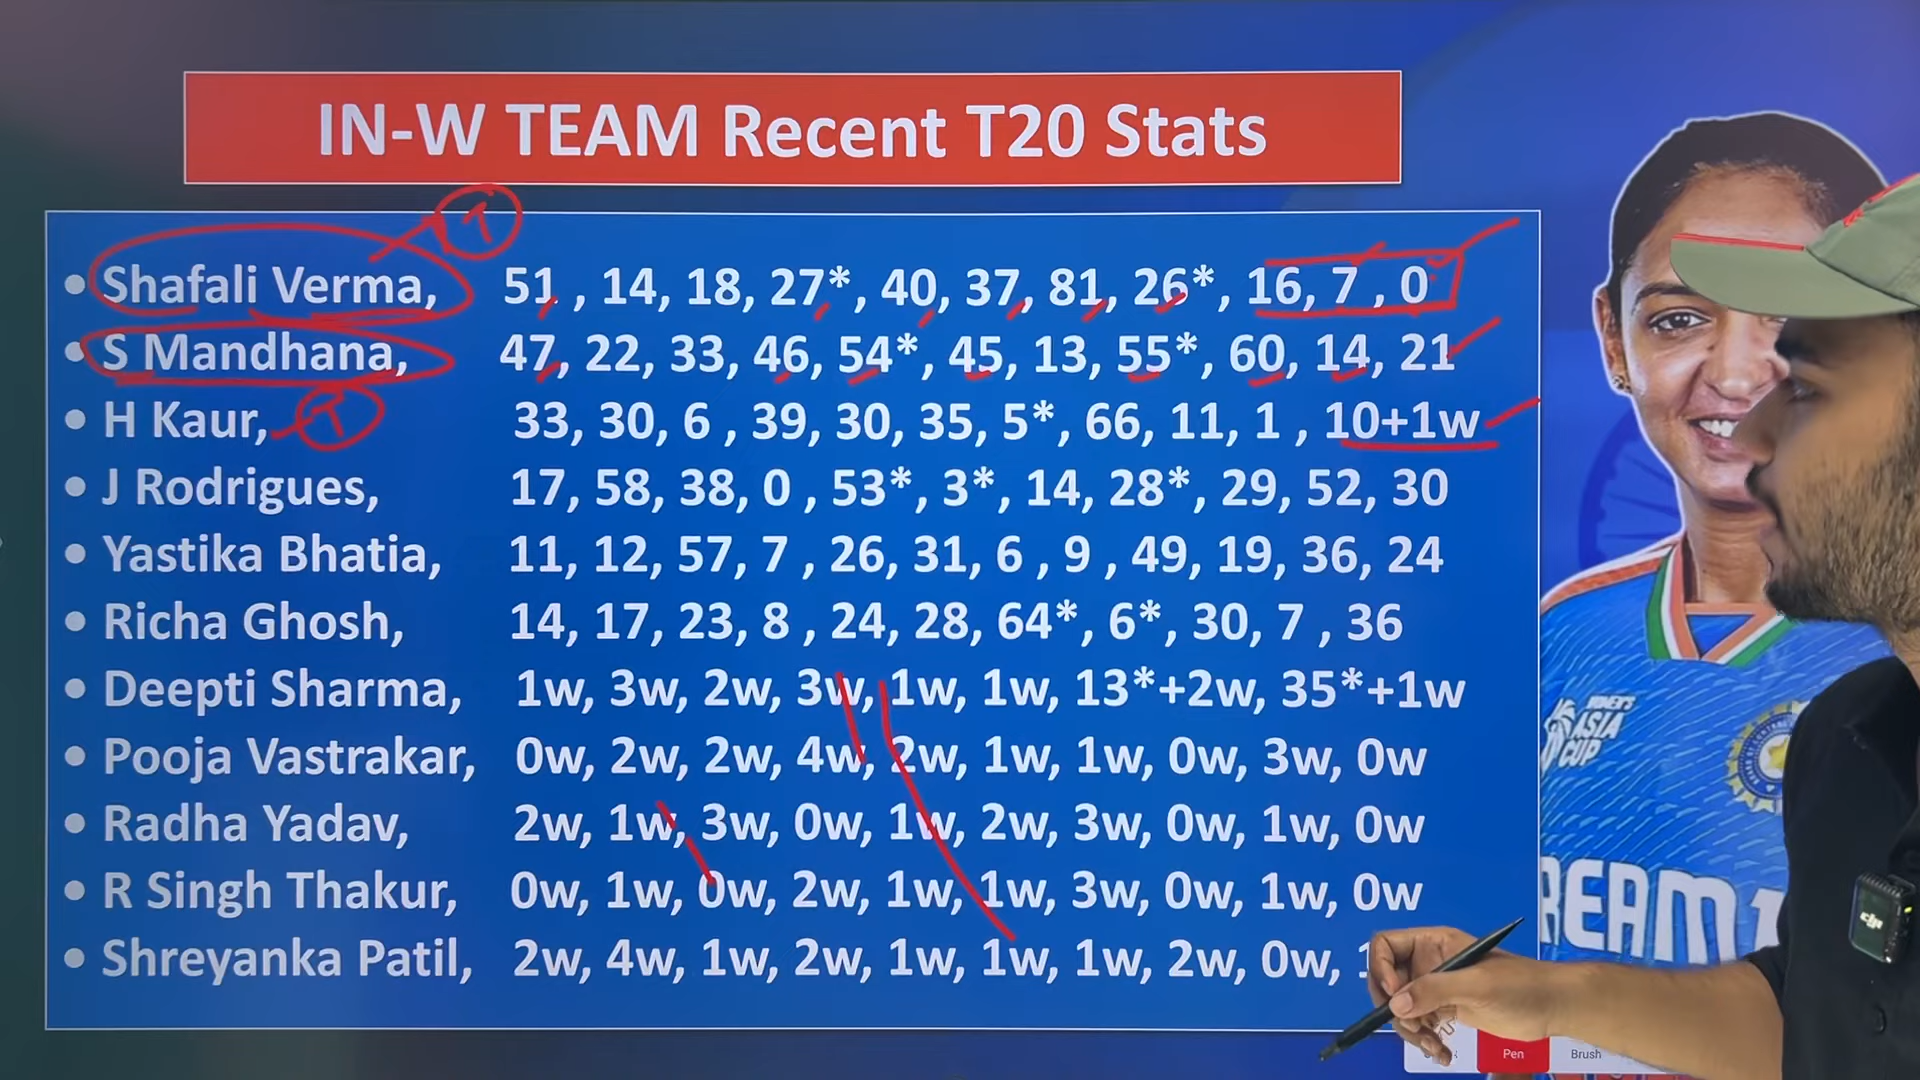 IN-W TEAM Recent T20 Stats
T
• Shafali Verma, 51 , 14, 18, 27*, 40, 37, 81, 26*, 16, 7 , 0
• S Mandhana, 47, 22, 33, 46, 54*, 45, 13, 55*, 60, 14, 21
• H Kaur, T 33, 30, 6 , 39, 30, 35, 5*, 66, 11, 1 , 10+1w
• J Rodrigues, 17, 58, 38, 0 , 53*, 3*, 14, 28*, 29, 52, 30
• Yastika Bhatia, 11, 12, 57, 7 , 26, 31, 6 , 9 , 49, 19, 36, 24
• Richa Ghosh, 14, 17, 23, 8 , 24, 28, 64*, 6*, 30, 7 , 36
• Deepti Sharma, 1w, 3w, 2w, 3w, 1w, 1w, 13*+2w, 35*+1w
• Pooja Vastrakar, 0w, 2w, 2w, 4w, 2w, 1w, 1w, 0w, 3w, 0w
• Radha Yadav, 2w, 1w, 3w, 0w, 1w, 2w, 3w, 0w, 1w, 0w
• R Singh Thakur, 0w, 1w, 0w, 2w, 1w, 1w, 3w, 0w, 1w, 0w
• Shreyanka Patil, 2w, 4w, 1w, 2w, 1w, 1w, 1w, 2w, 0w,
WOMEN'S
ASIA
CUP
REAM
dji
Pen
Brush